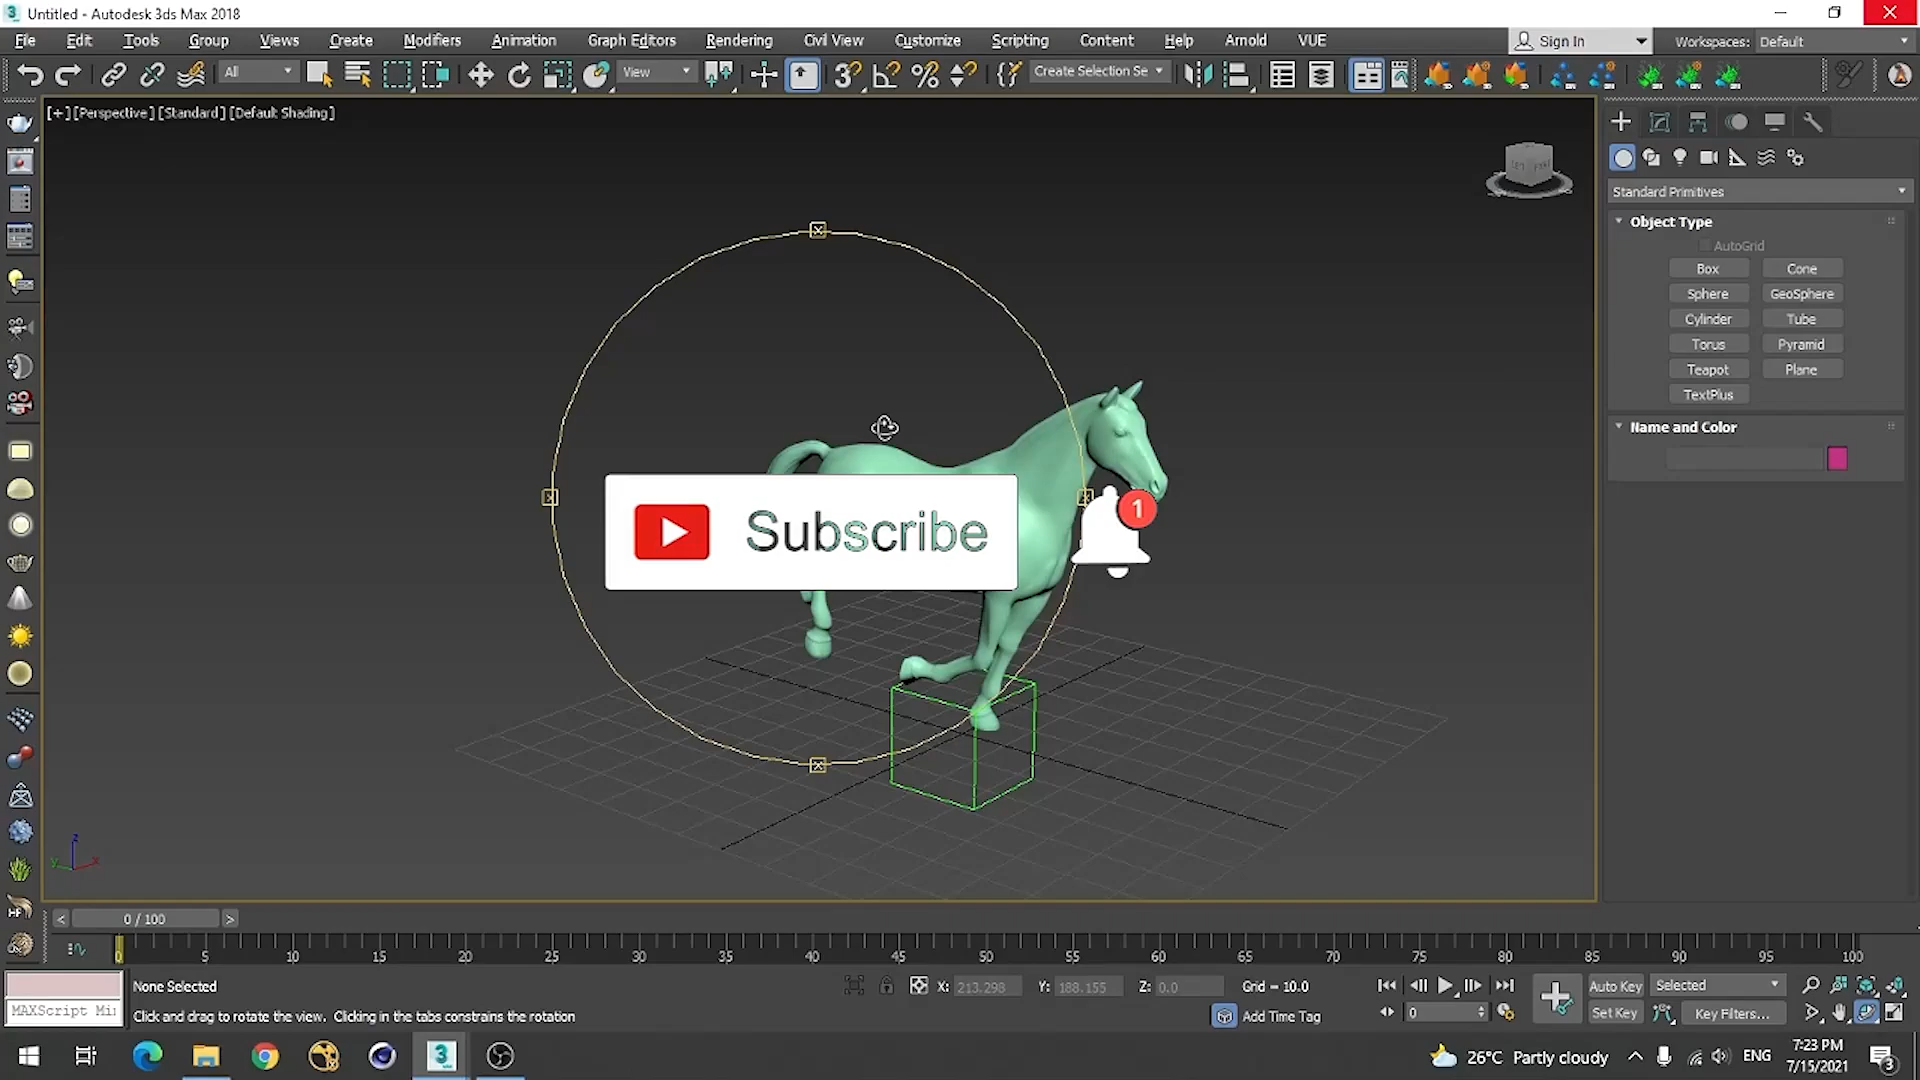 Untitled - Autodesk 3ds Max 2018
File Edit Tools Group Views Create Modifiers Animation Graph Editors Rendering Civil View Customize Scripting Content Help Arnold VUE Sign In Workspaces: Default
All View Create Selection Se
[+] [Perspective] [Standard] [Default Shading]
Standard Primitives
Object Type
AutoGrid
Box Cone
Sphere GeoSphere
Cylinder Tube
Torus Pyramid
Teapot Plane
TextPlus
Name and Color
Subscribe
1
z
y x
< 0 / 100 >
0 5 10 15 20 25 30 35 40 45 50 55 60 65 70 75 80 85 90 95 100
None Selected X: 213.298 Y: 188.155 Z: 0.0 Grid = 10.0 Auto Key Selected
MAXScript Mi
Click and drag to rotate the view. Clicking in the tabs constrains the rotation Add Time Tag 0 Set Key Key Filters...
26°C Partly cloudy ENG 7:23 PM
7/15/2021
3